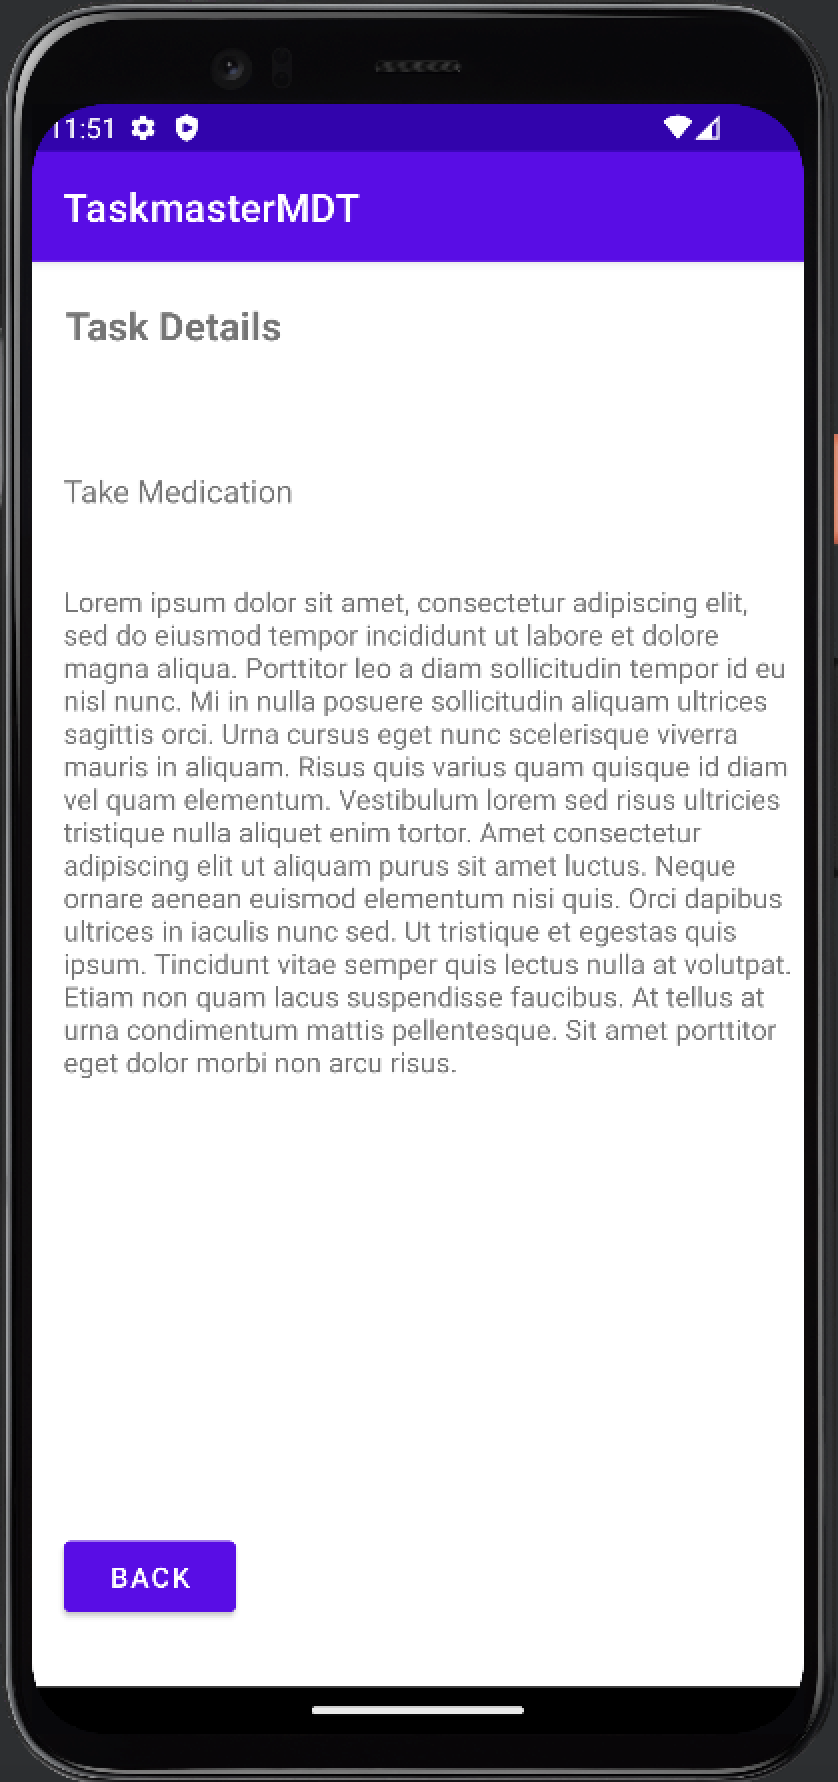 11:51
TaskmasterMDT
Task Details
Take Medication
Lorem ipsum dolor sit amet, consectetur adipiscing elit,
sed do eiusmod tempor incididunt ut labore et dolore
magna aliqua. Porttitor leo a diam sollicitudin tempor id eu
nisl nunc. Mi in nulla posuere sollicitudin aliquam ultrices
sagittis orci. Urna cursus eget nunc scelerisque viverra
mauris in aliquam. Risus quis varius quam quisque id diam
vel quam elementum. Vestibulum lorem sed risus ultricies
tristique nulla aliquet enim tortor. Amet consectetur
adipiscing elit ut aliquam purus sit amet luctus. Neque
ornare aenean euismod elementum nisi quis. Orci dapibus
ultrices in iaculis nunc sed. Ut tristique et egestas quis
ipsum. Tincidunt vitae semper quis lectus nulla at volutpat.
Etiam non quam lacus suspendisse faucibus. At tellus at
urna condimentum mattis pellentesque. Sit amet porttitor
eget dolor morbi non arcu risus.
BACK